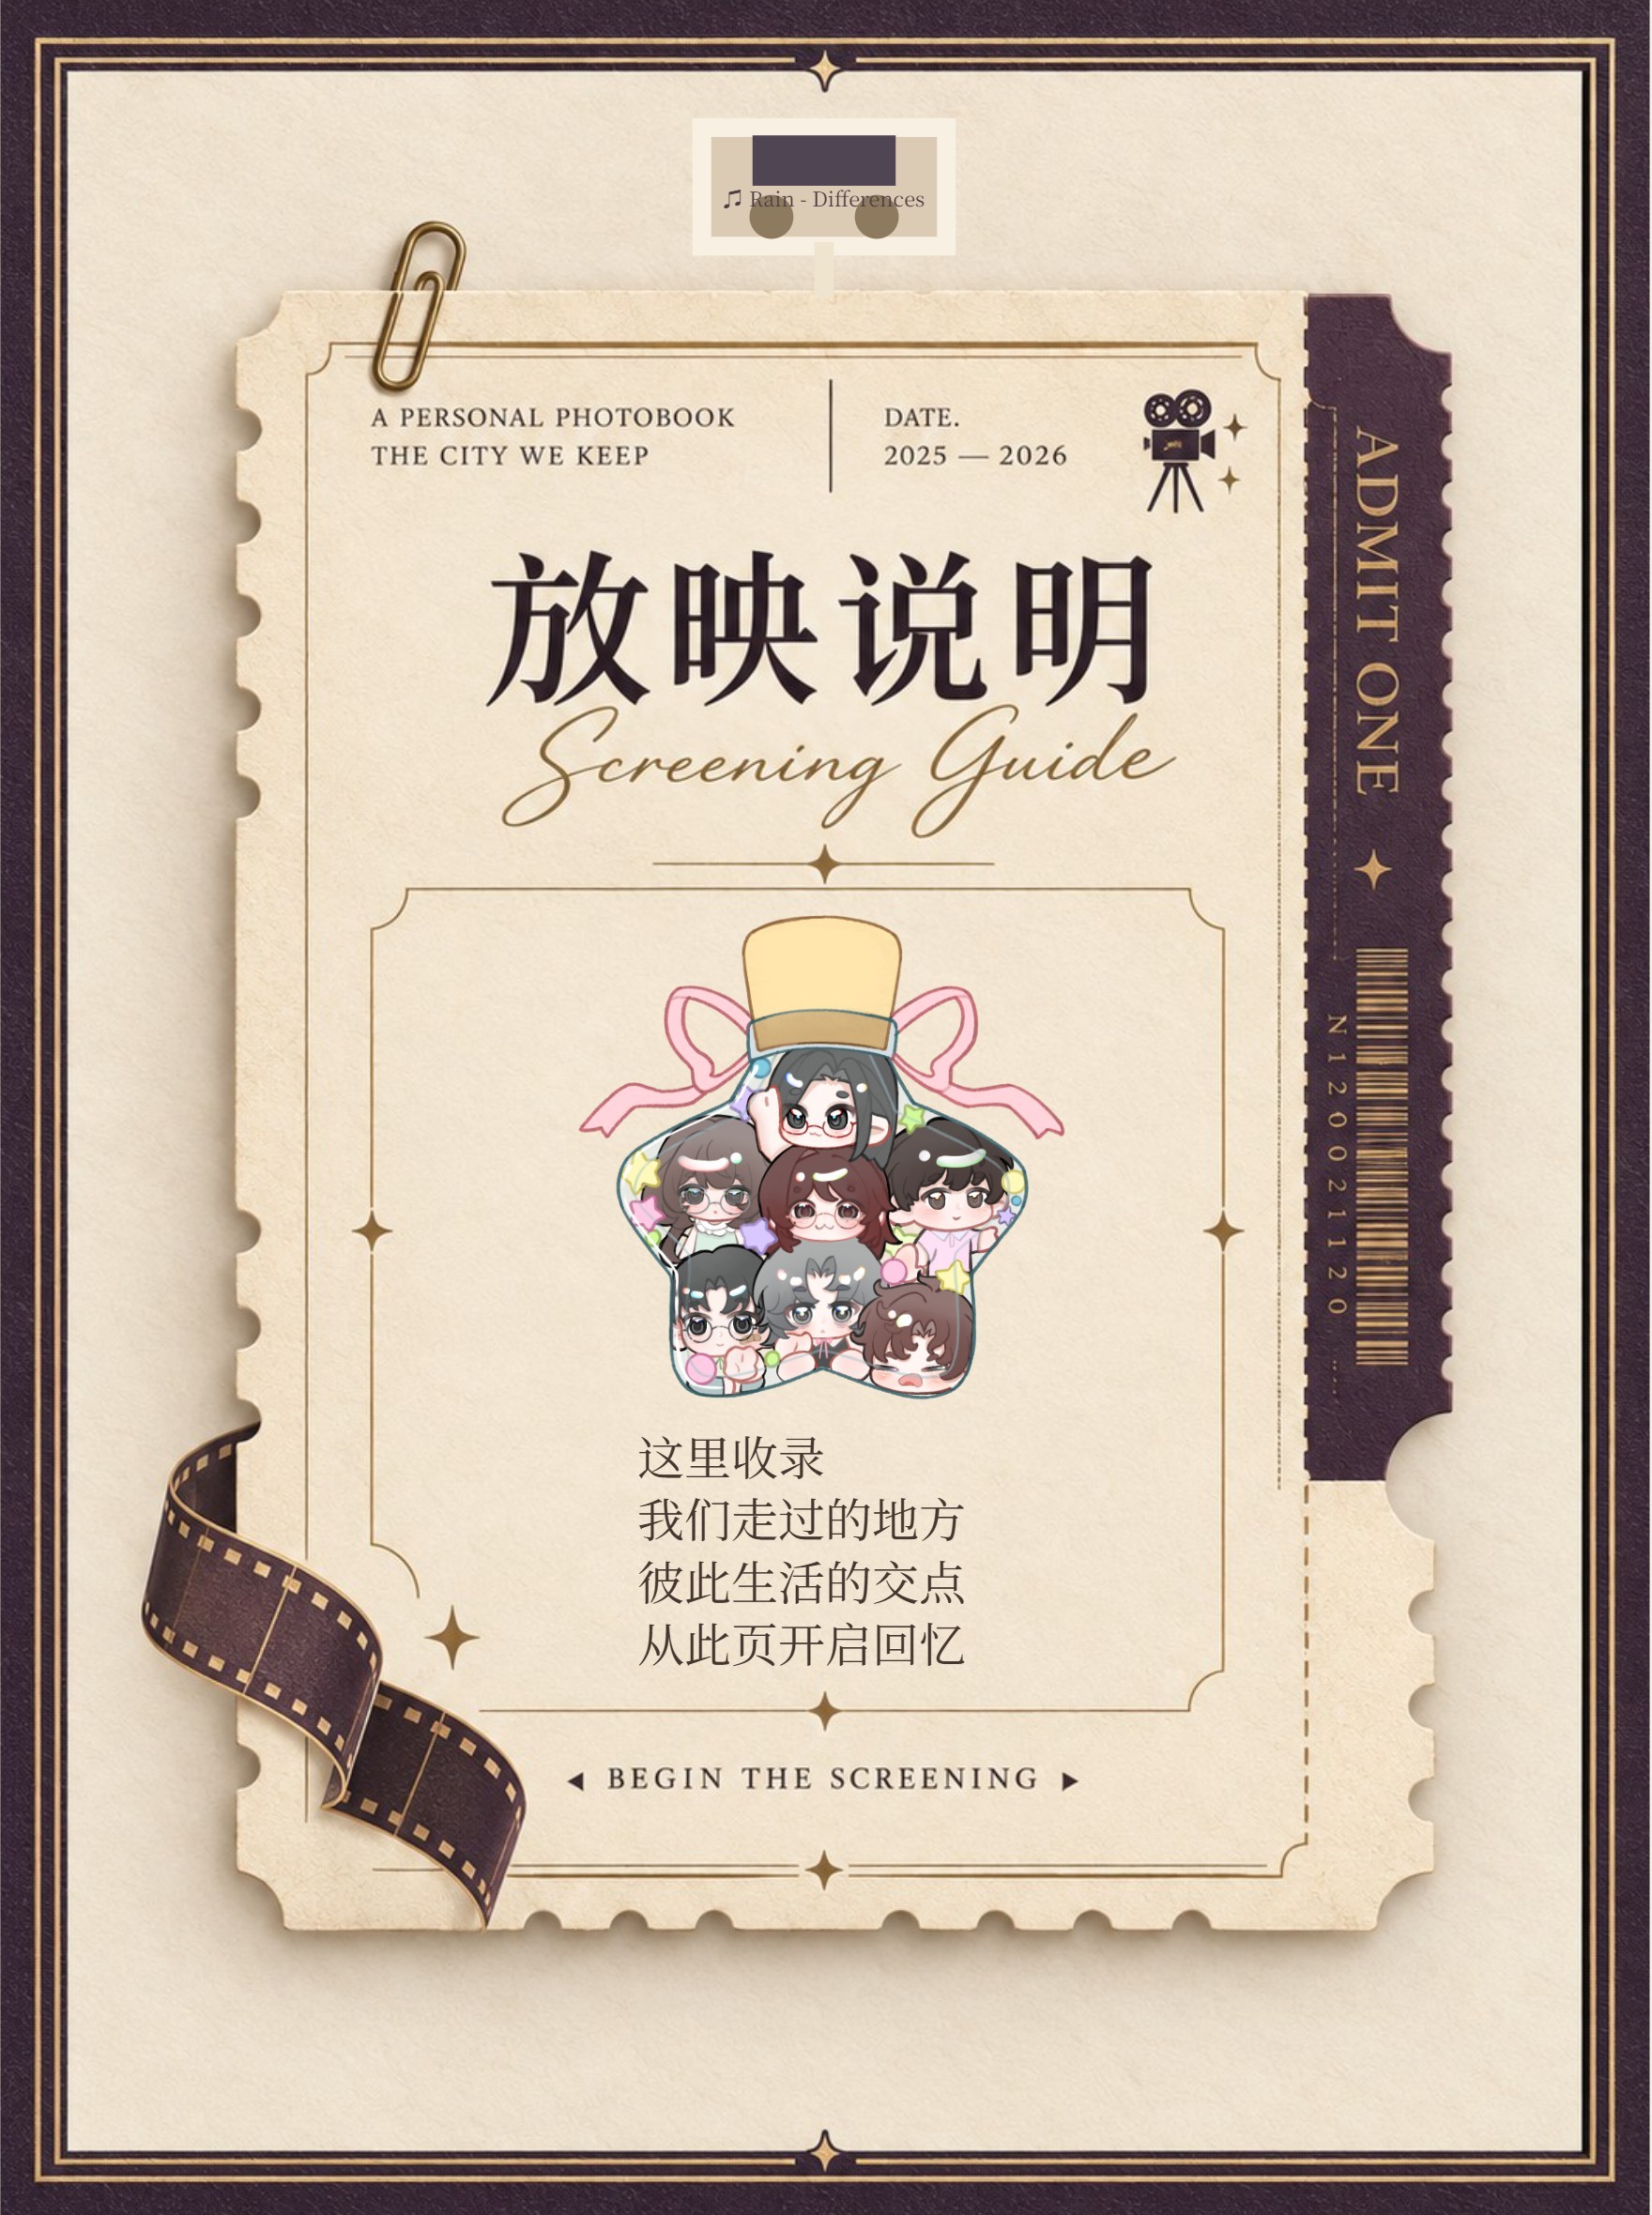 ♫ Rain - Differences
A PERSONAL PHOTOBOOK
THE CITY WE KEEP
DATE.
2025 — 2026
放映说明
Screening Guide
这里收录
我们走过的地方
彼此生活的交点
从此页开启回忆
◀ BEGIN THE SCREENING ▶
ADMIT ONE
N120021120